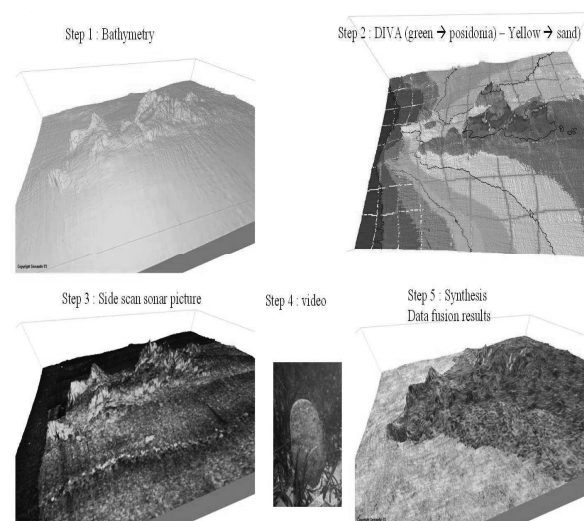 Step 1 : Bathymetry
Step 2 : DIVA (green → posidonia) – Yellow → sand)
Step 3 : Side scan sonar picture
Step 4 : video
Step 5 : Synthesis
Data fusion results